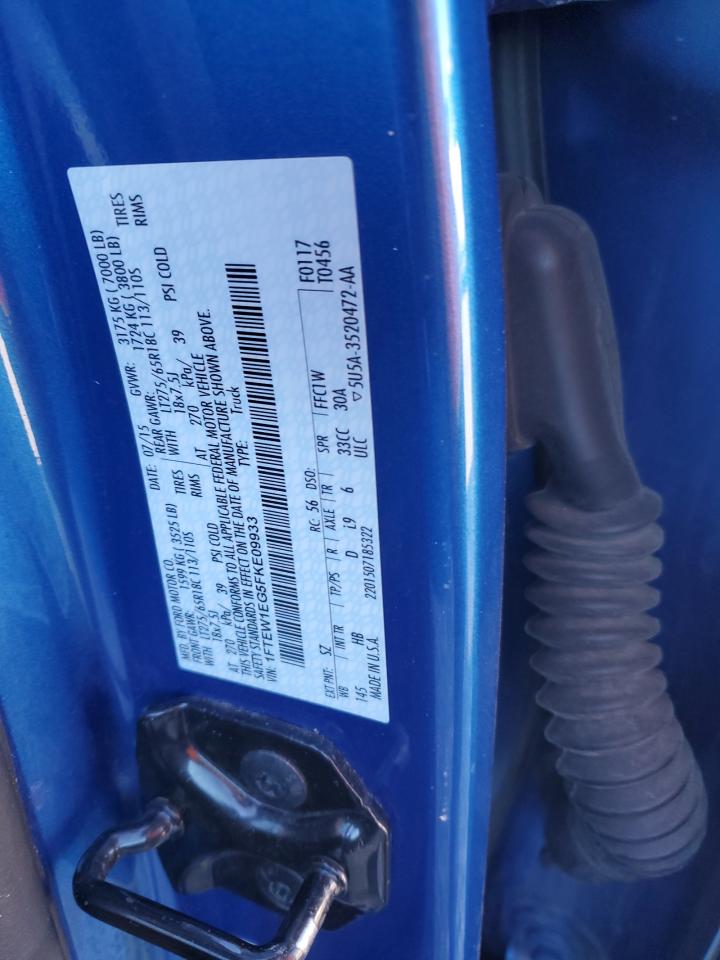 MFD. BY FORD MOTOR CO. DATE: 07/15 GVWR: 3175 KG ( 7000 LB)
FRONT GAWR: 1599 KG ( 3525 LB) REAR GAWR: 1724 KG ( 3800 LB)
LT275/65R18C 113/110S TIRES WITH LT275/65R18C 113/110S TIRES
WITH 18x7.5J RIMS 18x7.5J RIMS
AT 270 kPa/ 39 PSI COLD AT 270 kPa/ 39 PSI COLD
THIS VEHICLE CONFORMS TO ALL APPLICABLE FEDERAL MOTOR VEHICLE
SAFETY STANDARDS IN EFFECT ON THE DATE OF MANUFACTURE SHOWN ABOVE.
VIN: 1FTEW1EG5FKE09933 TYPE: Truck
F0117
EXT PNT: SZ RC: 56 DSO: T0456
WB INT TR TP/PS R AXLE TR SPR FFC1W
145 HB D L9 6 33CC 30A
MADE IN U.S.A. 2201507185322 ULC ▽5U5A-3520472-AA